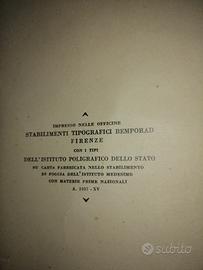 IMPRESSO NELLE OFFICINE
STABILIMENTI TIPOGRAFICI BEMPORAD
FIRENZE
CON I TIPI
DELL'ISTITUTO POLIGRAFICO DELLO STATO
SU CARTA FABBRICATA NELLO STABILIMENTO
DI FOGGIA DELL'ISTITUTO MEDESIMO
CON MATERIE PRIME NAZIONALI
A. 1937 - XV
subito